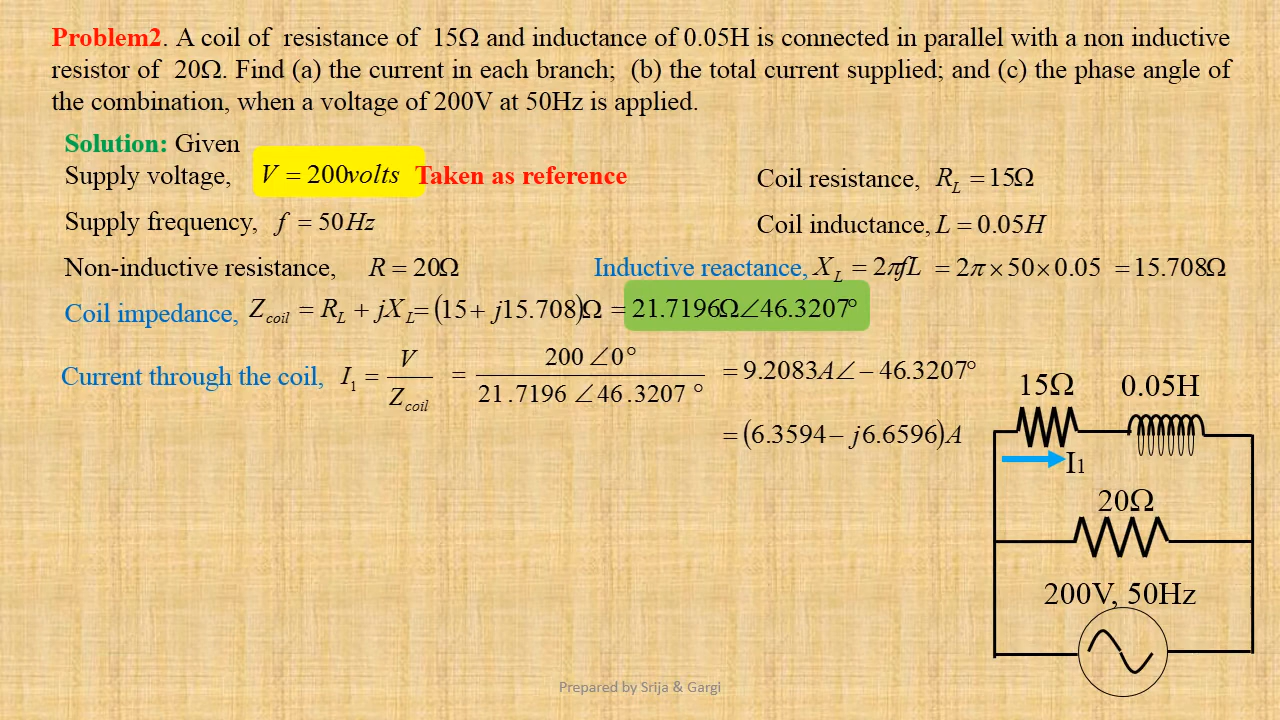 Problem2. A coil of resistance of 15Ω and inductance of 0.05H is connected in parallel with a non inductive
resistor of 20Ω. Find (a) the current in each branch; (b) the total current supplied; and (c) the phase angle of
the combination, when a voltage of 200V at 50Hz is applied.
Solution: Given
Supply voltage, V = 200volts Taken as reference
Coil resistance, R_L = 15Ω
Supply frequency, f = 50Hz
Coil inductance, L = 0.05H
Non-inductive resistance, R = 20Ω
Inductive reactance, X_L = 2πfL = 2π × 50 × 0.05 = 15.708Ω
Coil impedance, Z_coil = R_L + jX_L = (15 + j15.708)Ω = 21.7196Ω∠46.3207°
Current through the coil, I_1 = V / Z_coil = 200 ∠0° / 21.7196 ∠46.3207° = 9.2083A∠ − 46.3207°
= (6.3594 − j6.6596)A
15Ω 0.05H
I1
20Ω
200V, 50Hz
Prepared by Srija & Gargi